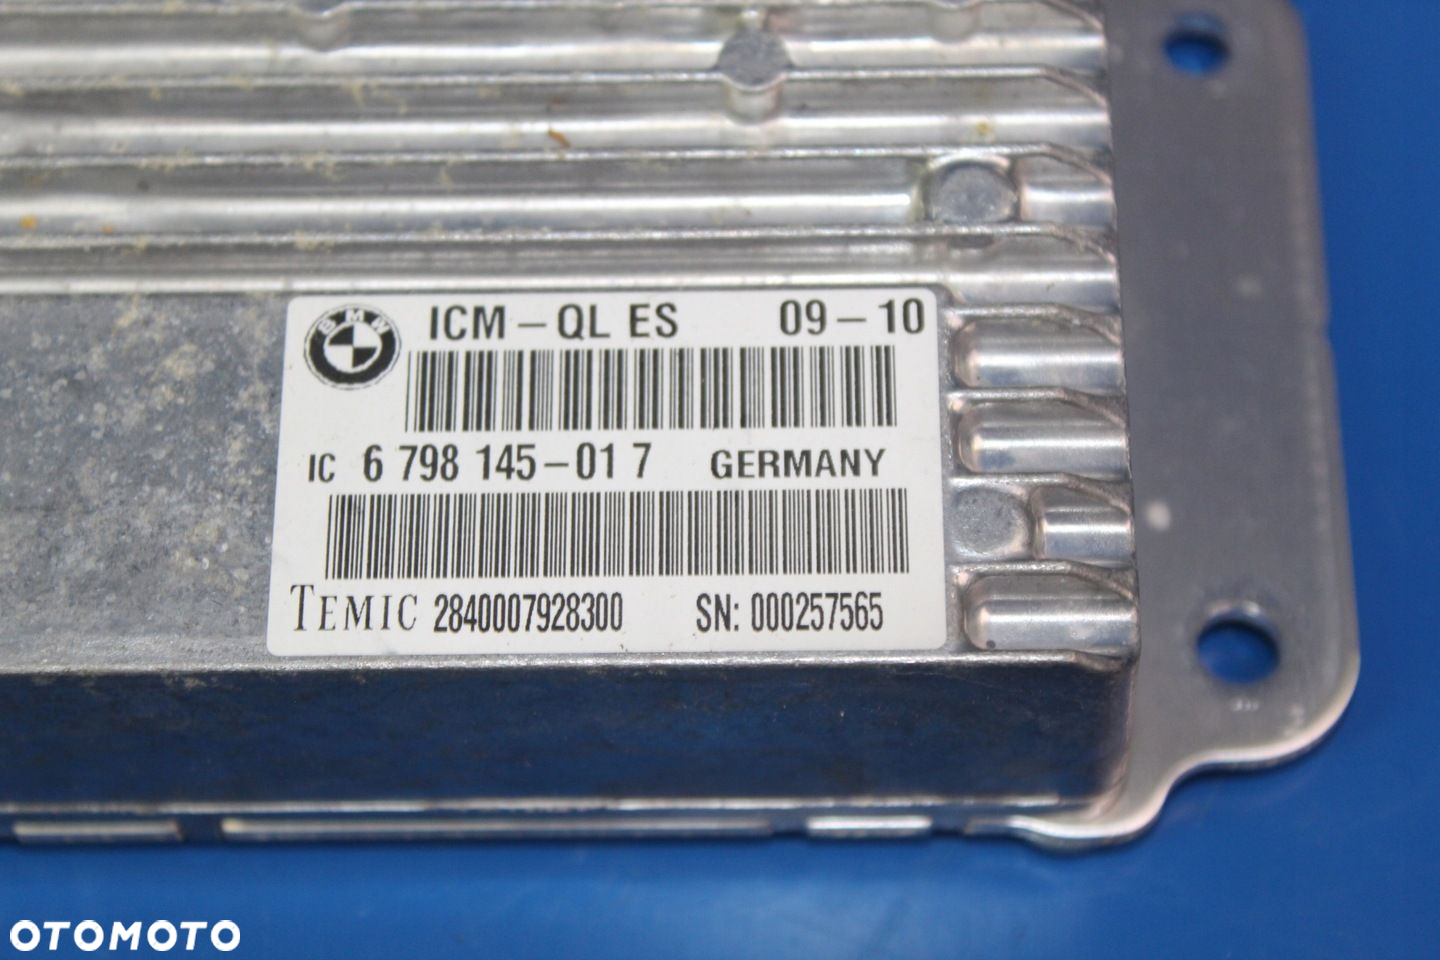 BMW
ICM-QL ES 09-10
IC 6 798 145-01 7 GERMANY
TEMIC 2840007928300 SN: 000257565
OTOMOTO